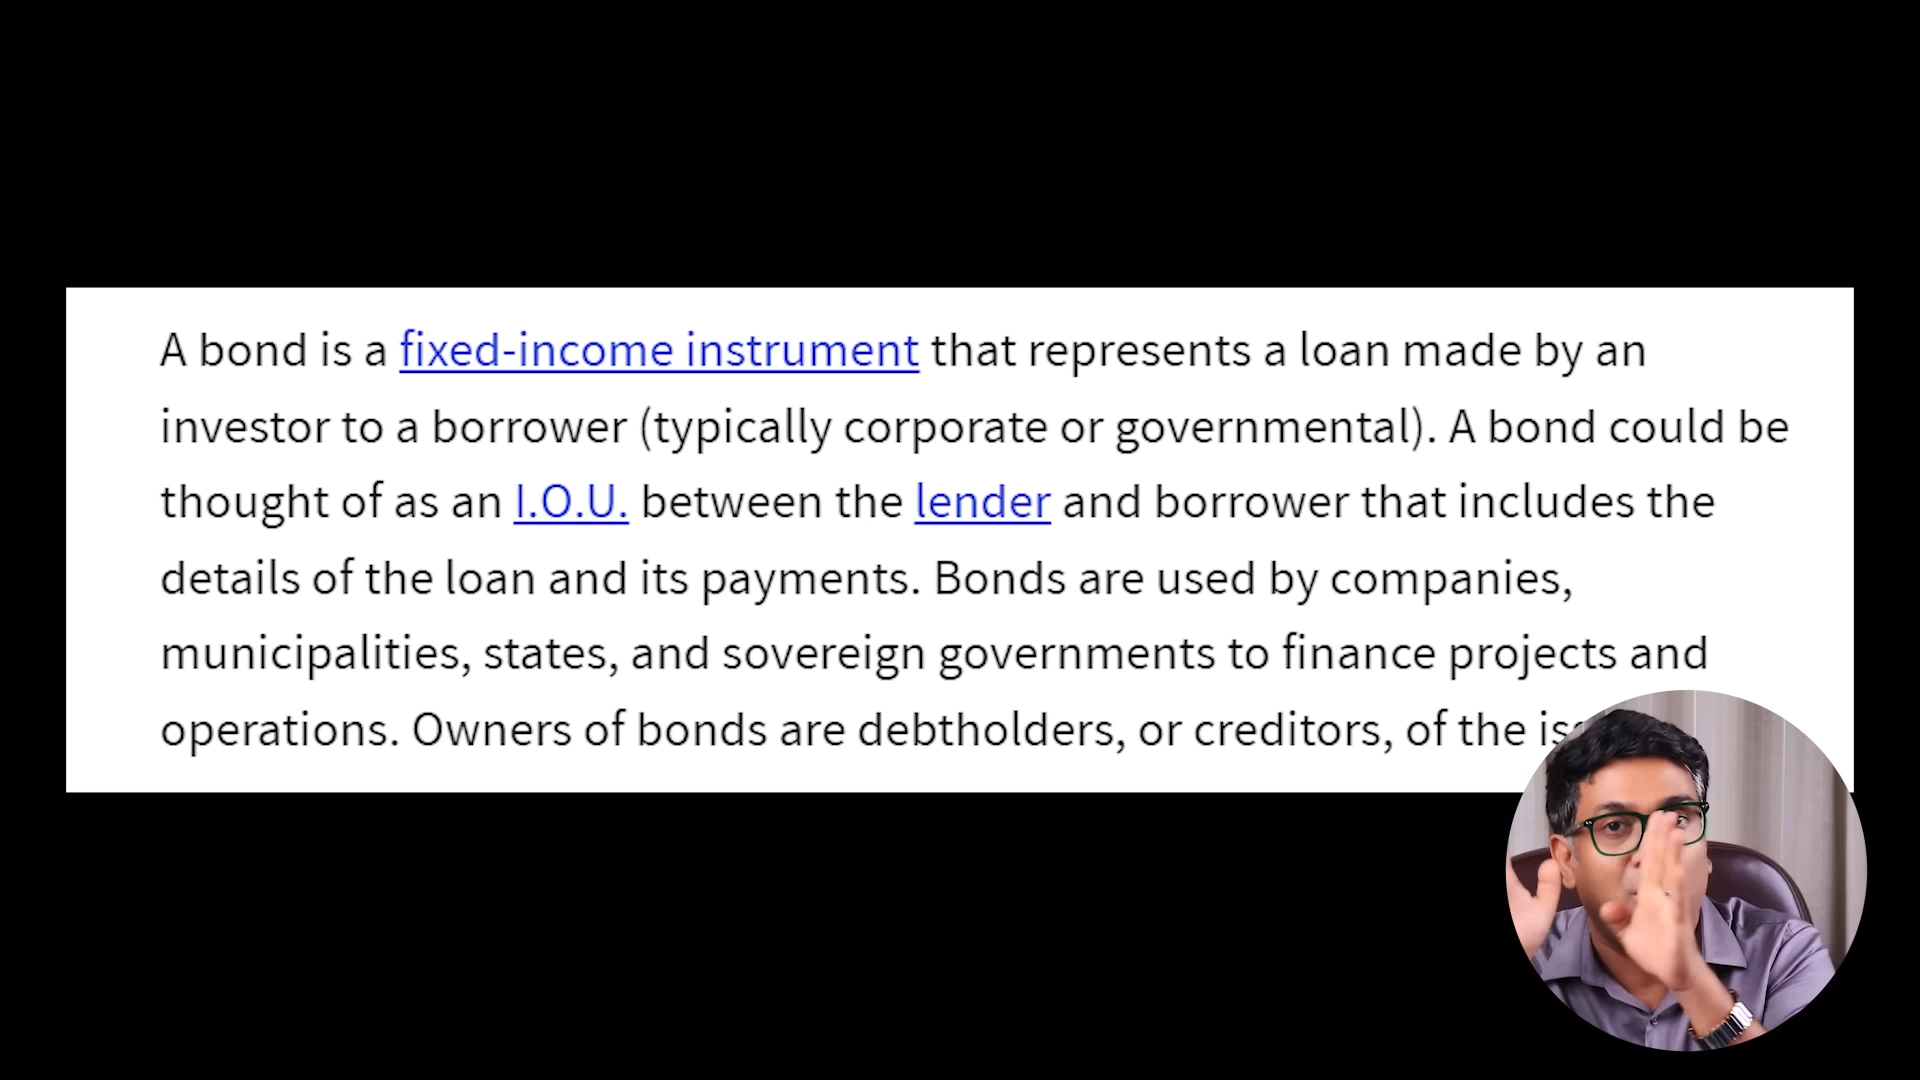 A bond is a fixed-income instrument that represents a loan made by an
investor to a borrower (typically corporate or governmental). A bond could be
thought of as an I.O.U. between the lender and borrower that includes the
details of the loan and its payments. Bonds are used by companies,
municipalities, states, and sovereign governments to finance projects and
operations. Owners of bonds are debtholders, or creditors, of the